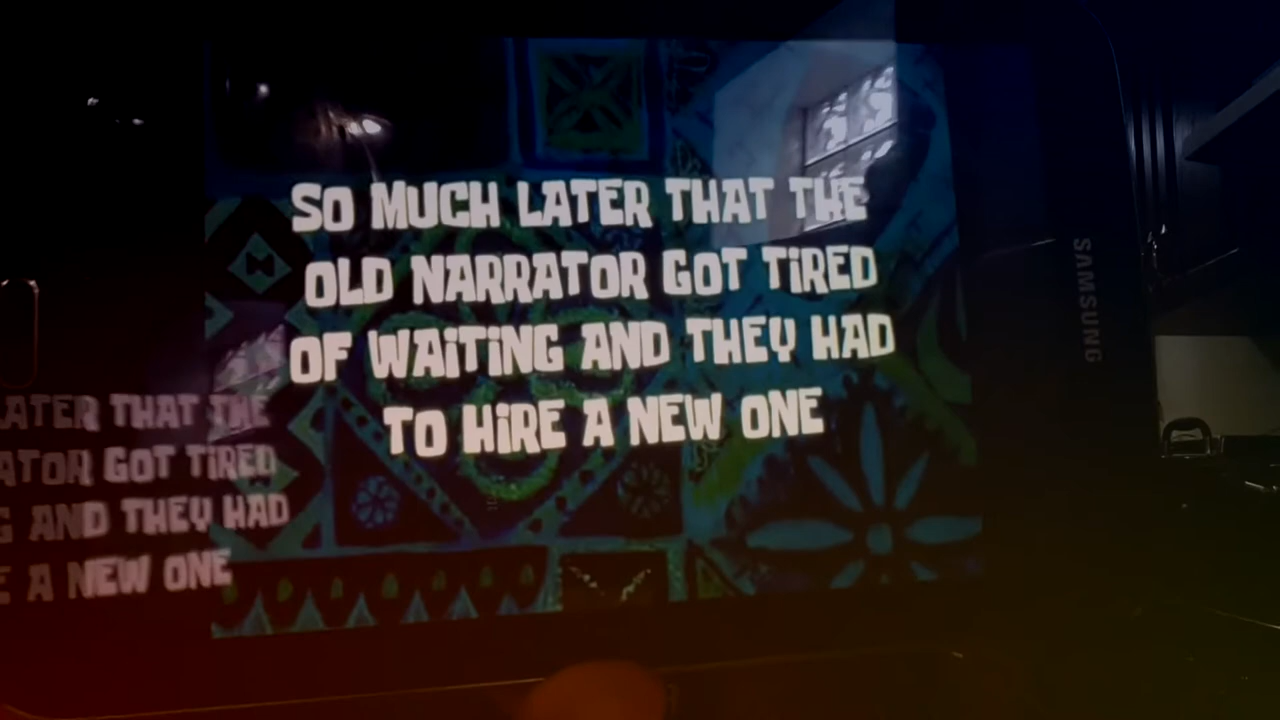 SO MUCH LATER THAT THE
OLD NARRATOR GOT TiRED
OF WAiTiNG AND THEY HAD
TO HiRE A NEW ONE
SAMSUNG
LATER THAT THE
ATOR GOT TiRED
G AND THEY HAD
E A NEW ONE